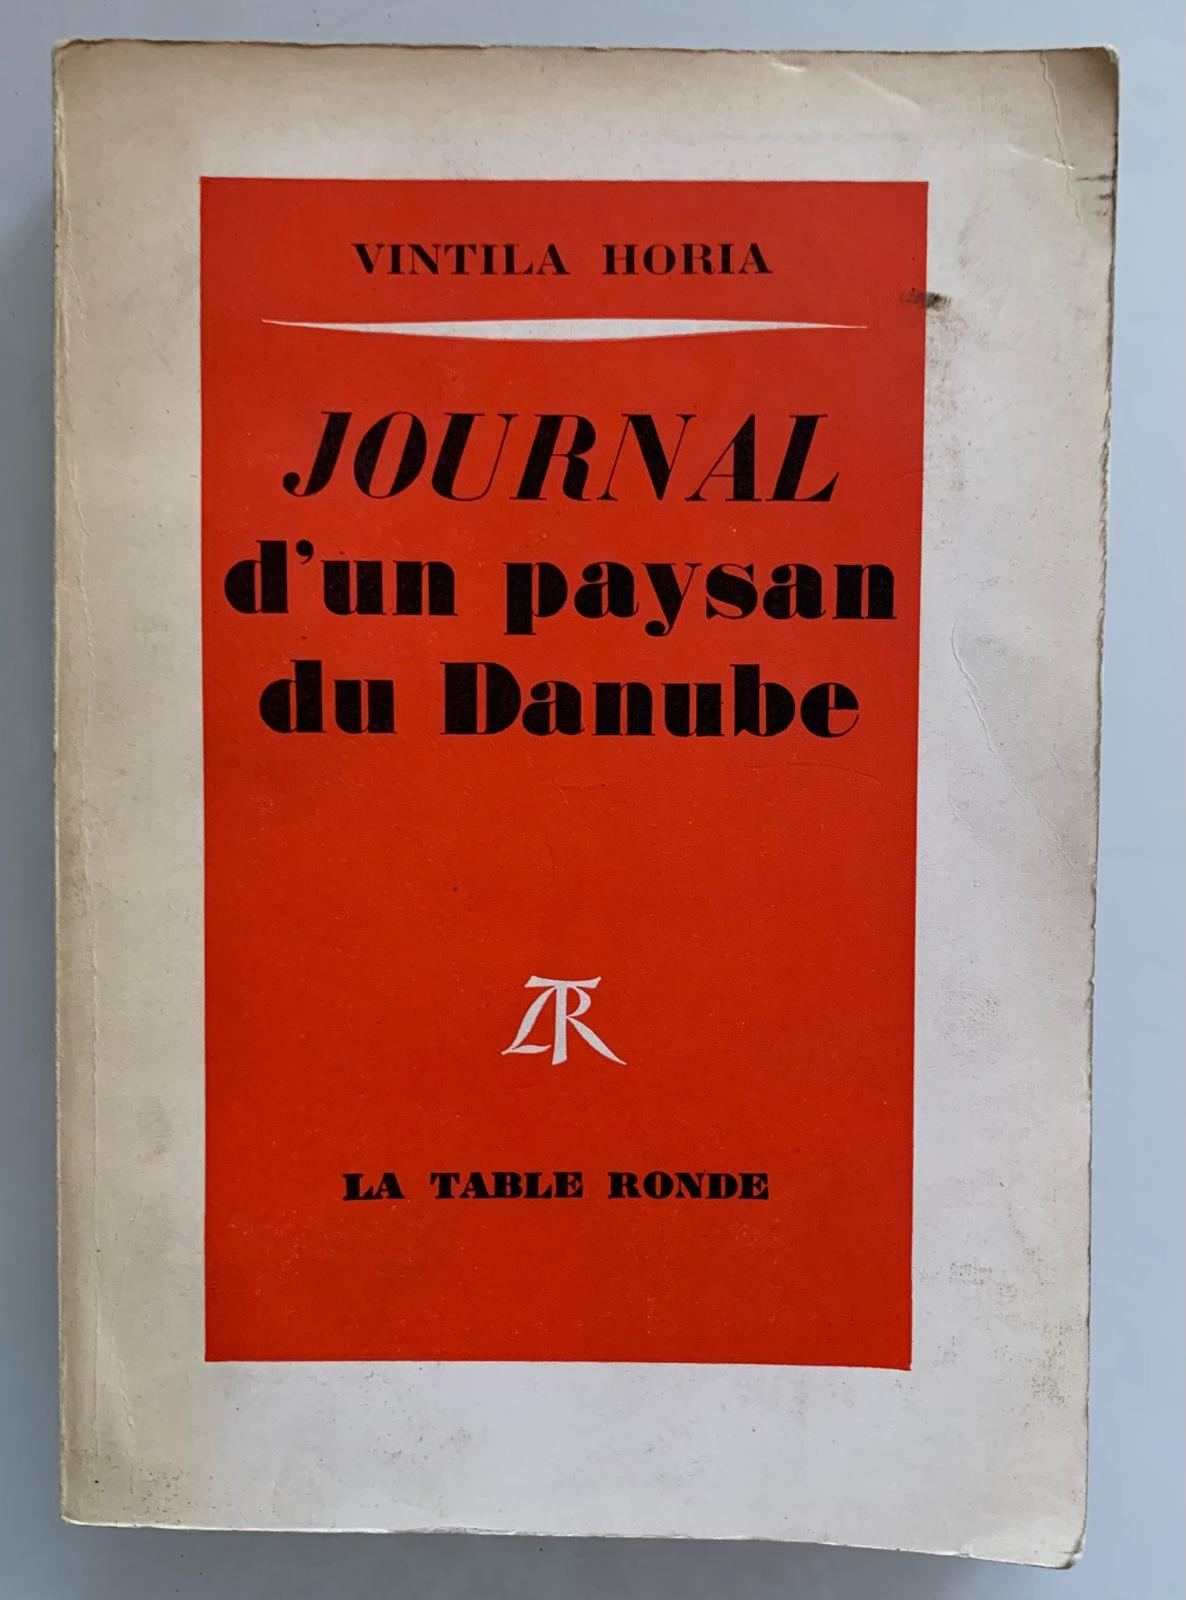 VINTILA HORIA
JOURNAL
d'un paysan
du Danube
LTR
LA TABLE RONDE